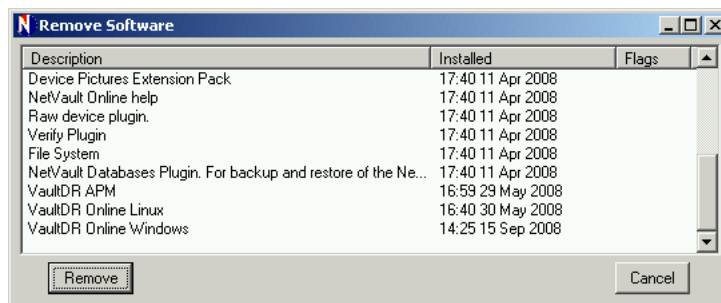 Remove Software
Description Installed Flags
Device Pictures Extension Pack 17:40 11 Apr 2008
NetVault Online help 17:40 11 Apr 2008
Raw device plugin. 17:40 11 Apr 2008
Verify Plugin 17:40 11 Apr 2008
File System 17:40 11 Apr 2008
NetVault Databases Plugin. For backup and restore of the Ne... 17:40 11 Apr 2008
VaultDR APM 16:59 29 May 2008
VaultDR Online Linux 16:40 30 May 2008
VaultDR Online Windows 14:25 15 Sep 2008
Remove Cancel